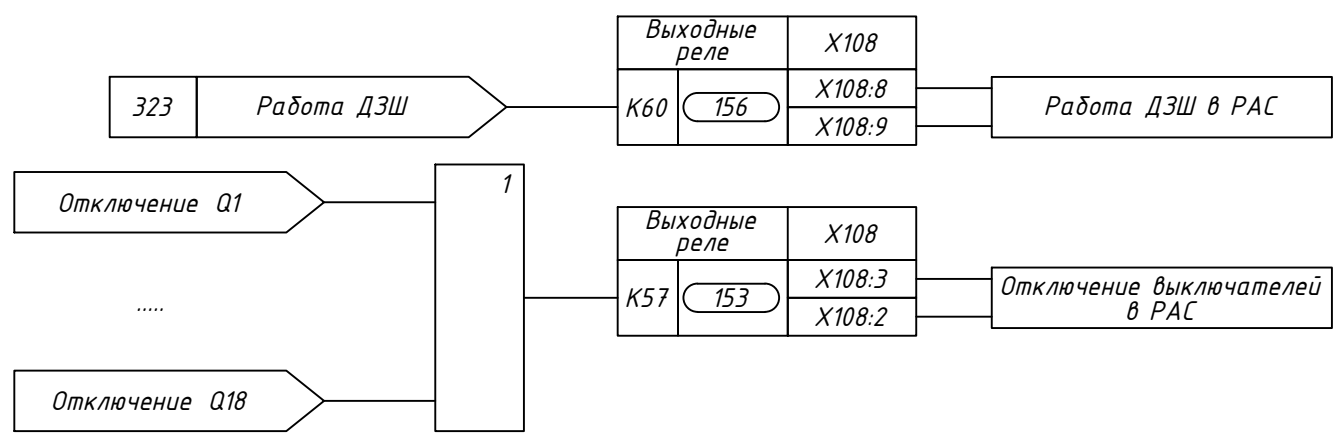 Выходные
реле
X108
323
Работа ДЗШ
K60
156
X108:8
X108:9
Работа ДЗШ в РАС
Отключение Q1
.....
Отключение Q18
1
Выходные
реле
X108
K57
153
X108:3
X108:2
Отключение выключателей
в РАС